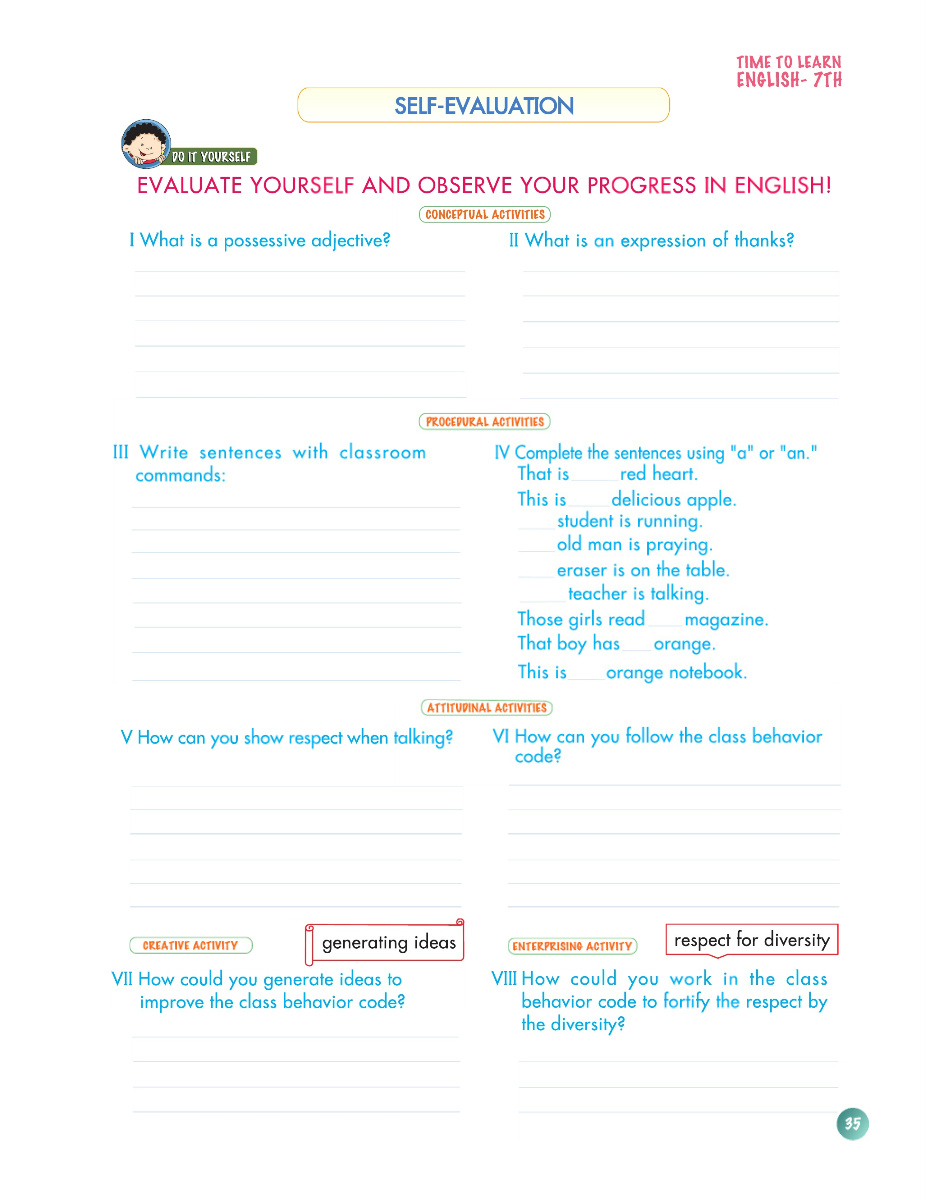 TIME TO LEARN
ENGLISH- 7TH
SELF-EVALUATION
DO IT YOURSELF
EVALUATE YOURSELF AND OBSERVE YOUR PROGRESS IN ENGLISH!
CONCEPTUAL ACTIVITIES
I What is a possessive adjective?
II What is an expression of thanks?
PROCEDURAL ACTIVITIES
III Write sentences with classroom
commands:
IV Complete the sentences using "a" or "an."
That is _____ red heart.
This is_____ delicious apple.
____ student is running.
____ old man is praying.
____ eraser is on the table.
_____ teacher is talking.
Those girls read ____ magazine.
That boy has ___ orange.
This is____ orange notebook.
ATTITUDINAL ACTIVITIES
V How can you show respect when talking?
VI How can you follow the class behavior
code?
CREATIVE ACTIVITY
generating ideas
VII How could you generate ideas to
improve the class behavior code?
ENTERPRISING ACTIVITY
respect for diversity
VIII How could you work in the class
behavior code to fortify the respect by
the diversity?
35